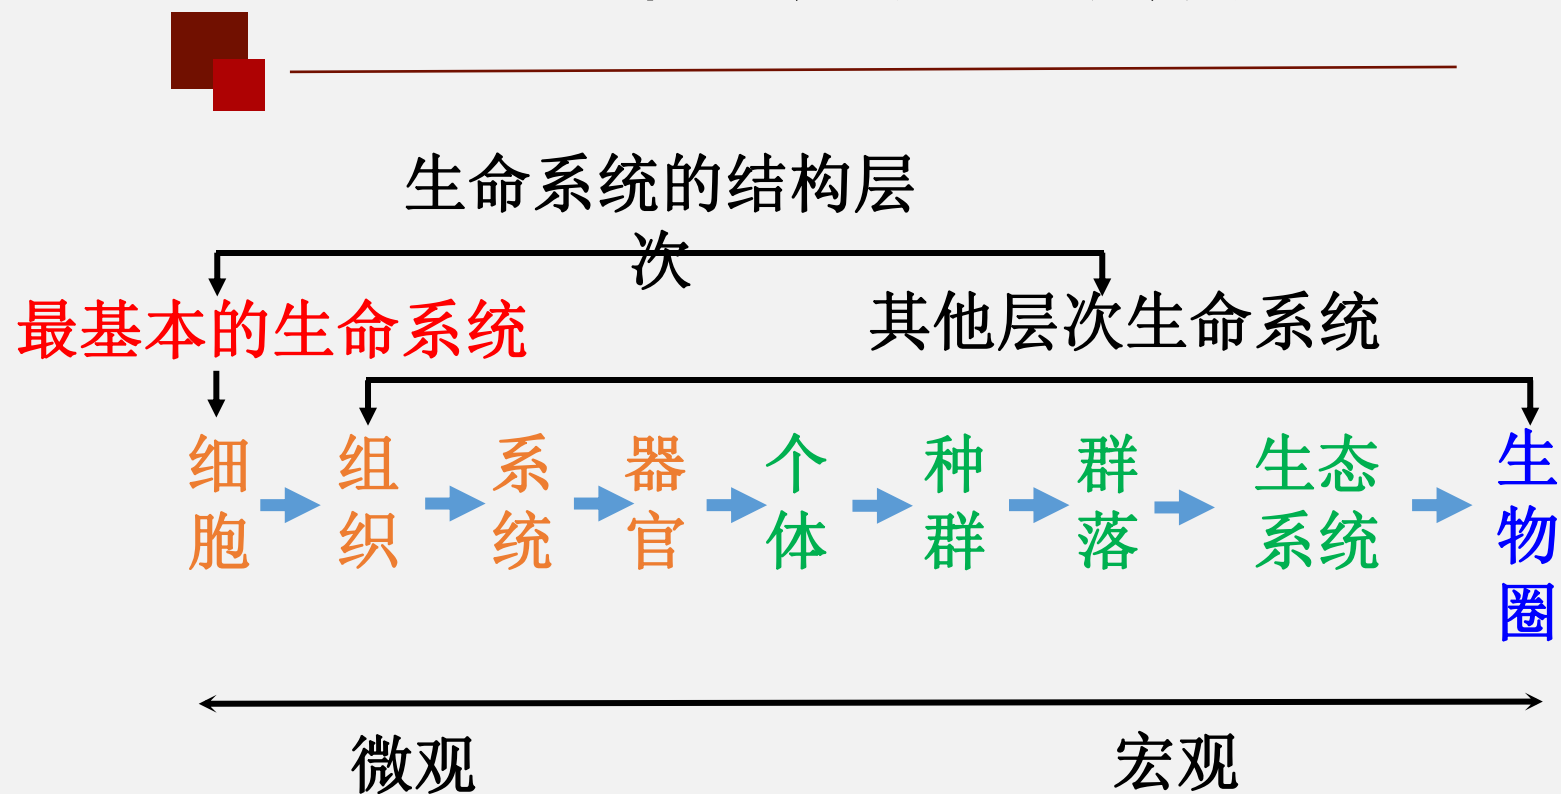 生命系统的结构层
次
最基本的生命系统
其他层次生命系统
细胞
组织
系统
器官
个体
种群
群落
生态系统
生物圈
微观
宏观